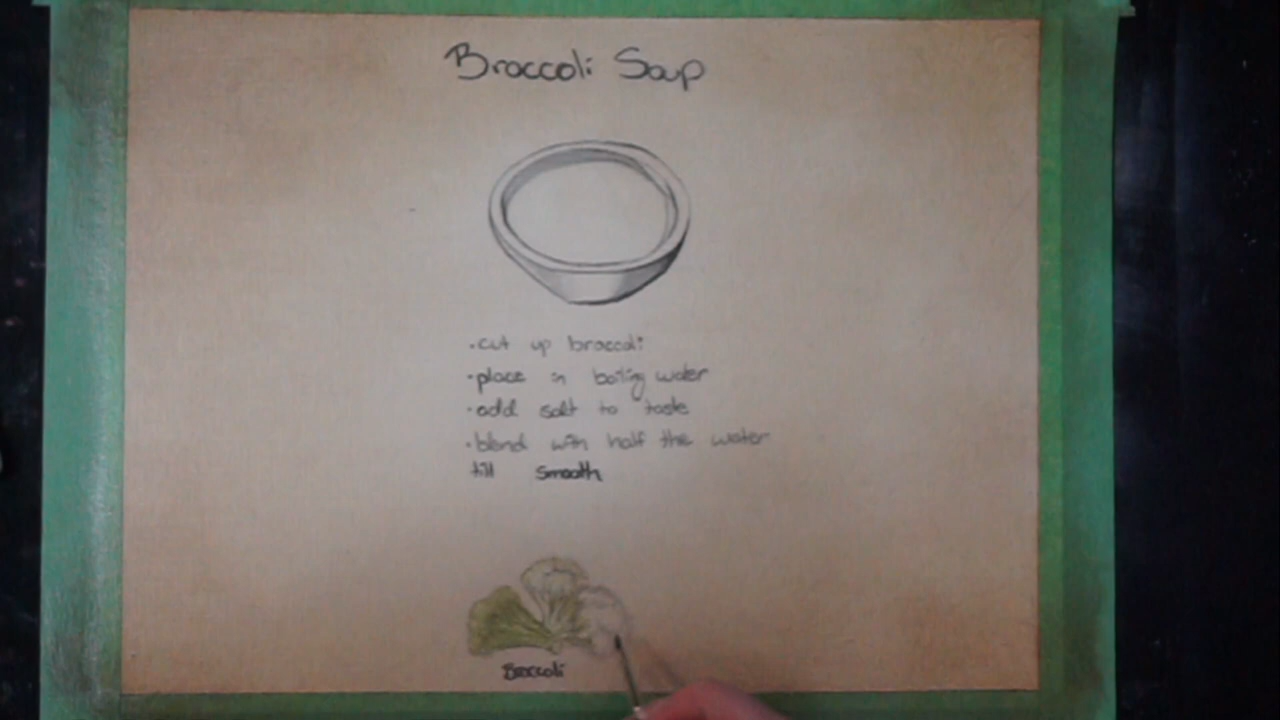 Broccoli Soup
·cut up broccoli
·place in boiling water
·add salt to taste
·blend with half the water
till smooth
Broccoli